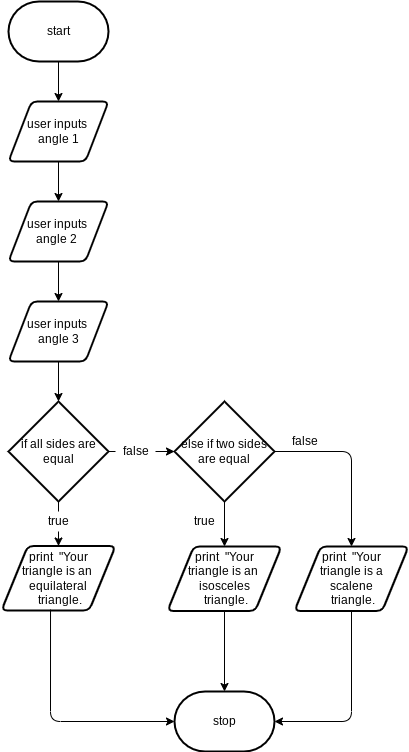 start
user inputs
angle 1
user inputs
angle 2
user inputs
angle 3
if all sides are
equal
false
else if two sides
are equal
false
true
true
print "Your
triangle is an
equilateral
triangle.
print "Your
triangle is an
isosceles
triangle.
print "Your
triangle is a
scalene
triangle.
stop